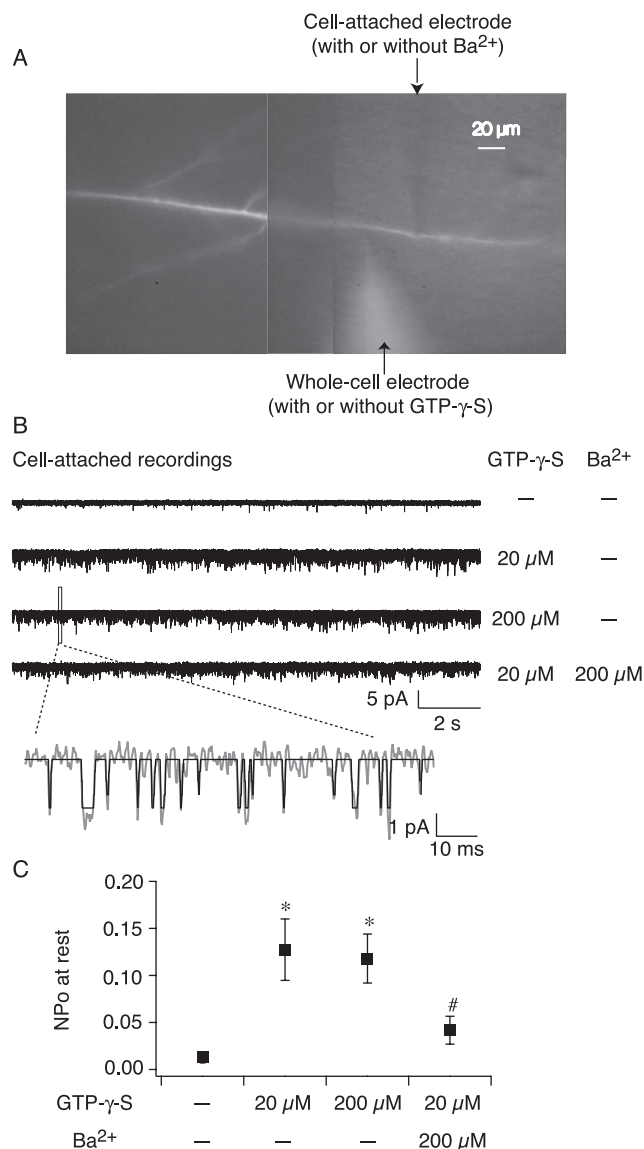 Cell-attached electrode
(with or without Ba2+)
A
20 µm
Whole-cell electrode
(with or without GTP-γ-S)
B
Cell-attached recordings
GTP-γ-S Ba2+
— —
20 µM —
200 µM —
20 µM 200 µM
5 pA
2 s
1 pA
10 ms
C
NPo at rest
0.20
0.15
0.10
0.05
0.00
* * #
GTP-γ-S — 20 µM 200 µM 20 µM
Ba2+ — — — 200 µM